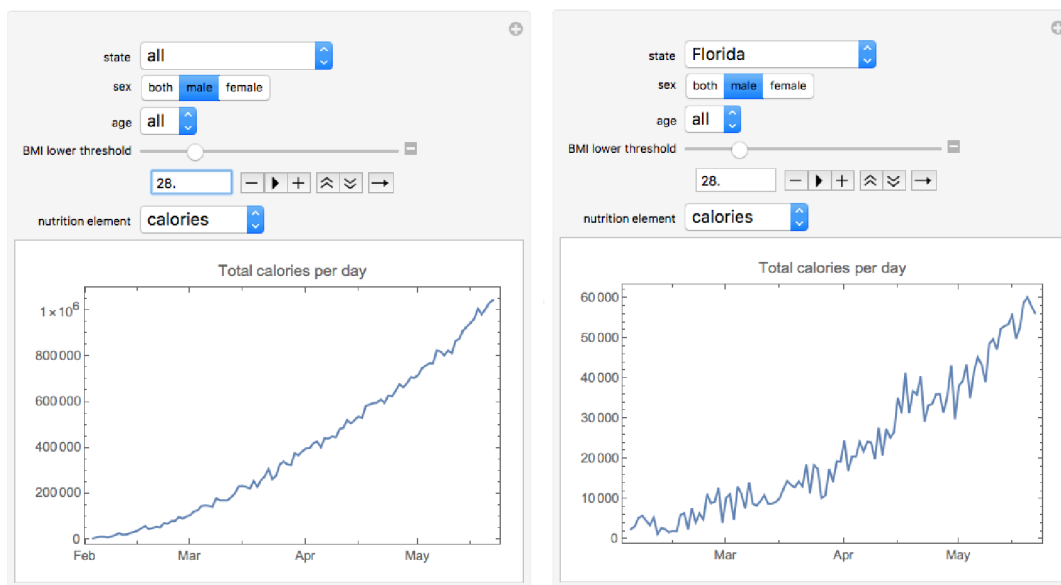 state all
sex both male female
age all
BMI lower threshold
28.
nutrition element calories
Total calories per day
1×10⁶
800 000
600 000
400 000
200 000
0
Feb Mar Apr May
state Florida
sex both male female
age all
BMI lower threshold
28.
nutrition element calories
Total calories per day
60 000
50 000
40 000
30 000
20 000
10 000
0
Mar Apr May